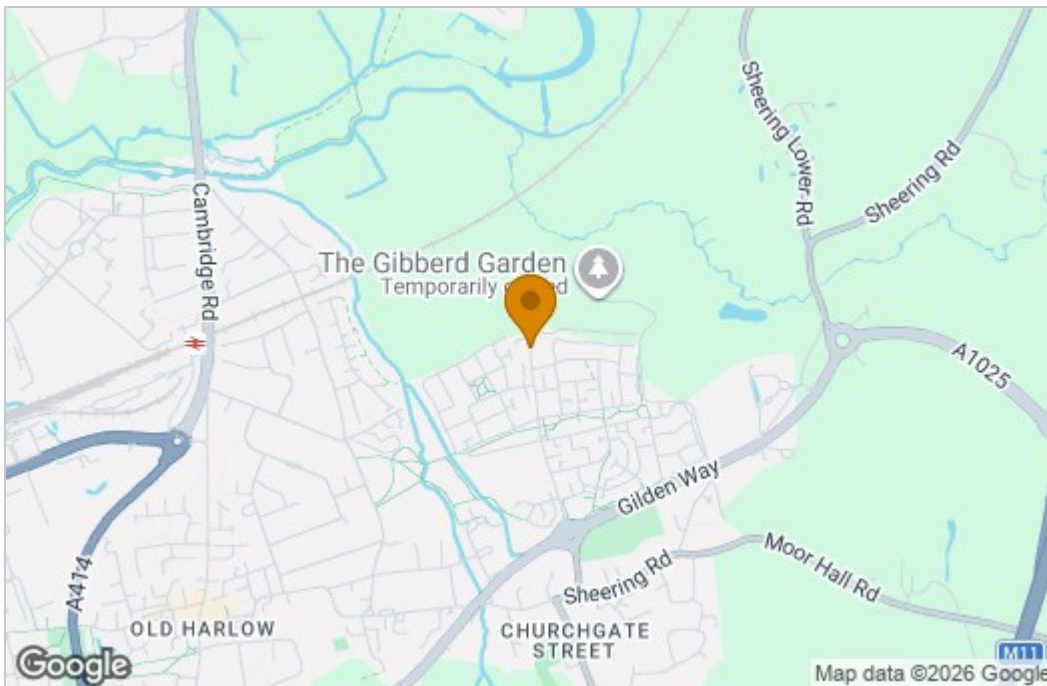 Sheering Lower Rd
Sheering Rd
Cambridge Rd
The Gibberd Garden
Temporarily
A1025
Gilden Way
A414
Sheering Rd
Moor Hall Rd
OLD HARLOW
CHURCHGATE
STREET
M11
Google
Map data ©2026 Google